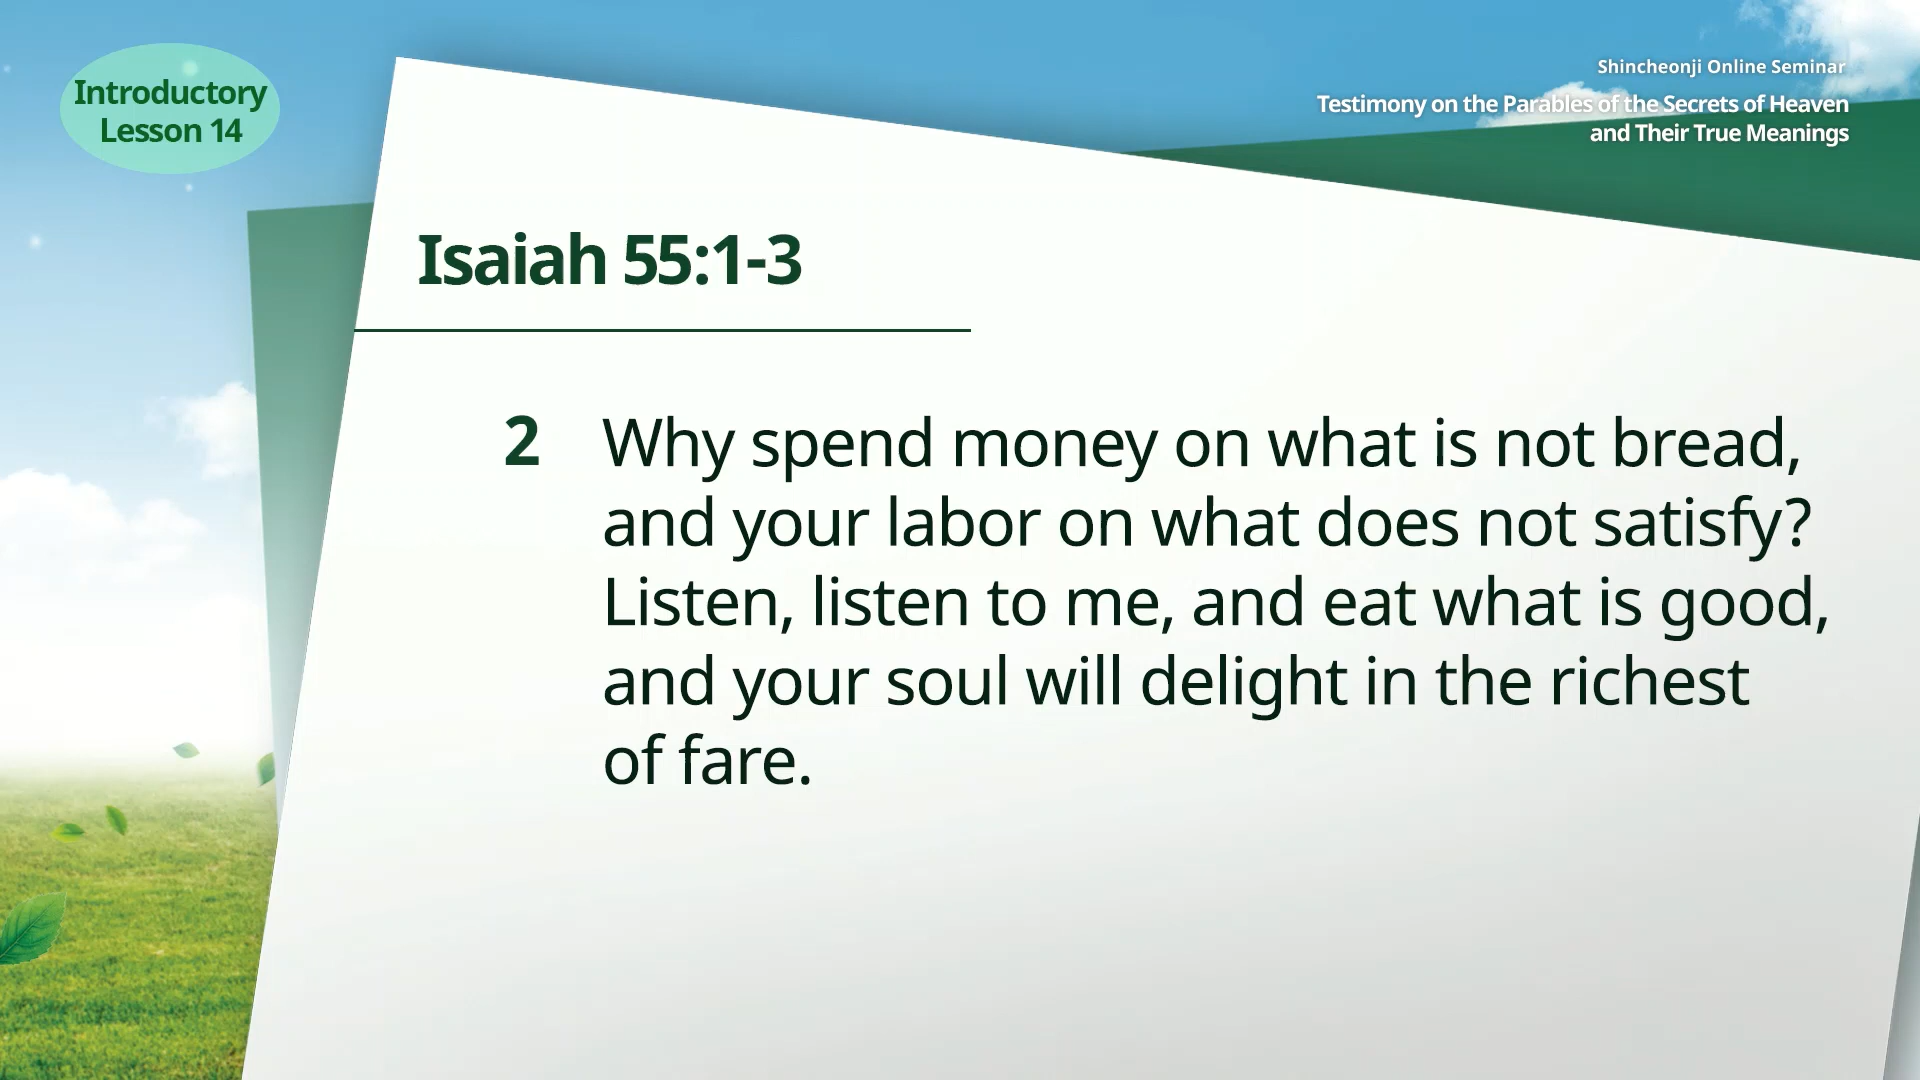 Introductory
Lesson 14
Shincheonji Online Seminar
Testimony on the Parables of the Secrets of Heaven
and Their True Meanings
Isaiah 55:1-3
2 Why spend money on what is not bread,
and your labor on what does not satisfy?
Listen, listen to me, and eat what is good,
and your soul will delight in the richest
of fare.